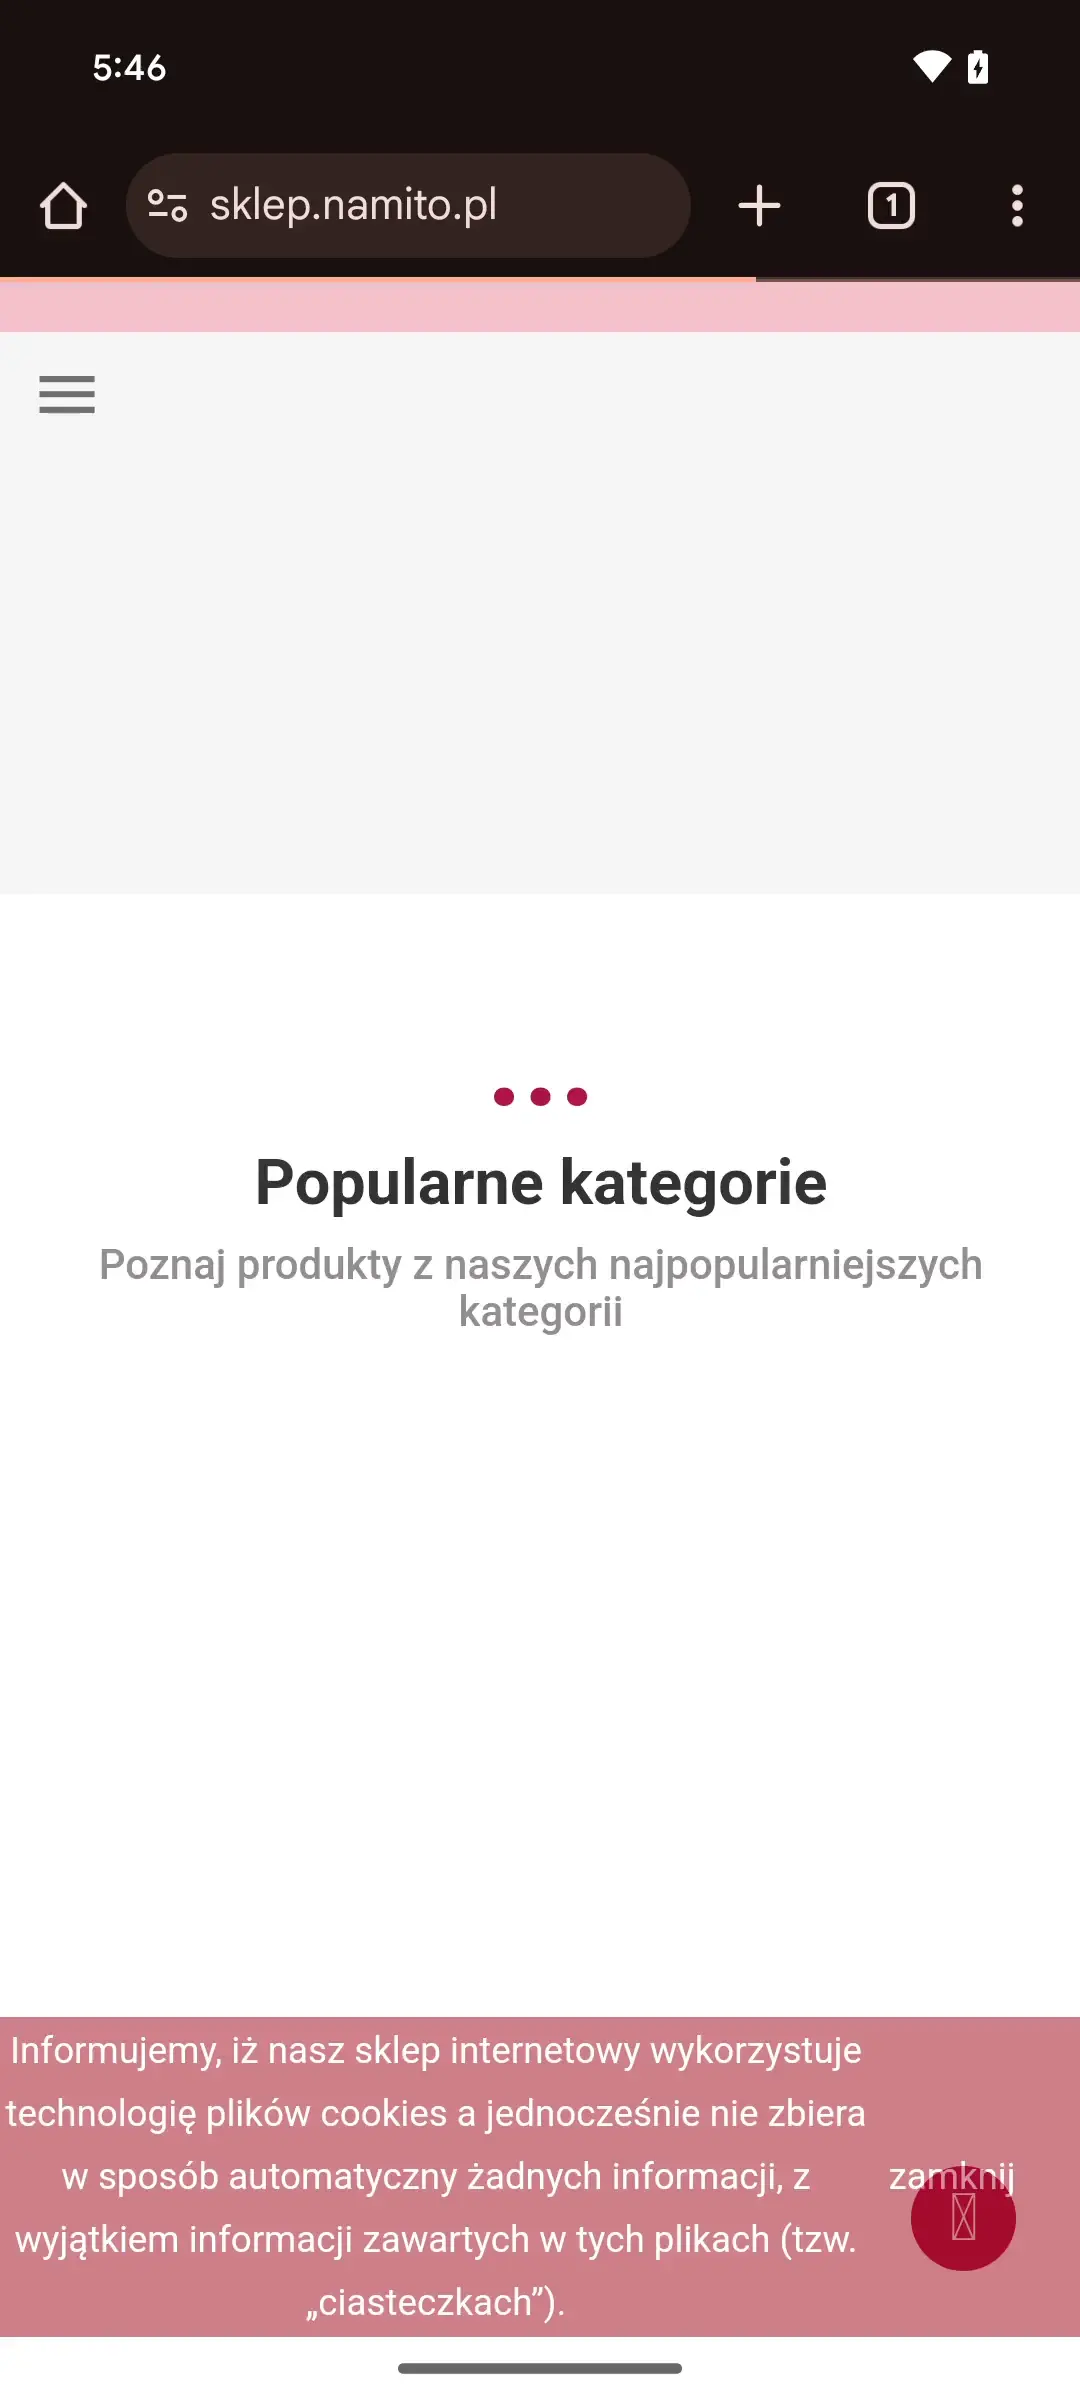 5:46
sklep.namito.pl
1
Popularne kategorie
Poznaj produkty z naszych najpopularniejszych
kategorii
Informujemy, iż nasz sklep internetowy wykorzystuje
technologię plików cookies a jednocześnie nie zbiera
w sposób automatyczny żadnych informacji, z
zamknij
wyjątkiem informacji zawartych w tych plikach (tzw.
„ciasteczkach”).